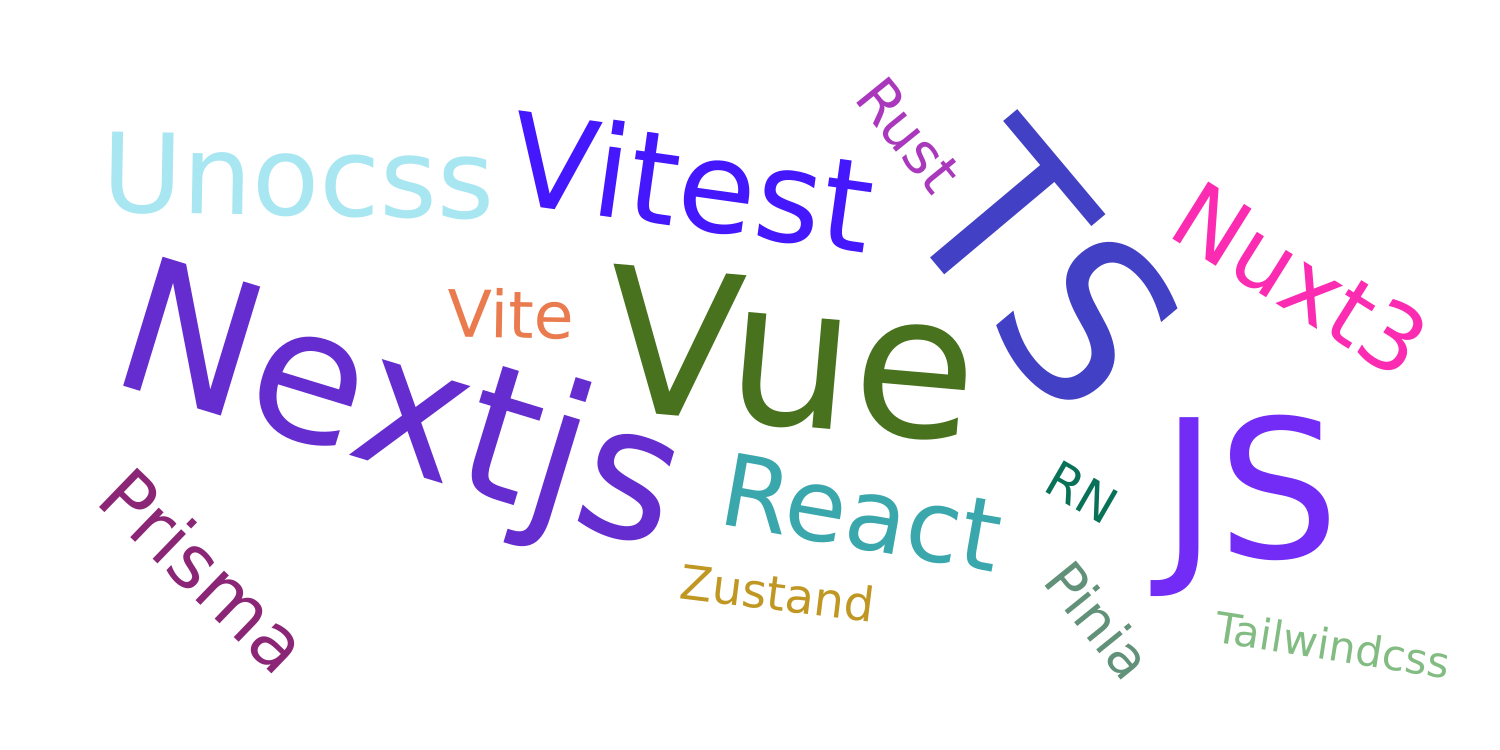 Rust
Unocss
Vitest
TS
Nuxt3
Nextjs
Vite
Vue
JS
React
RN
Prisma
Zustand
Pinia
Tailwindcss